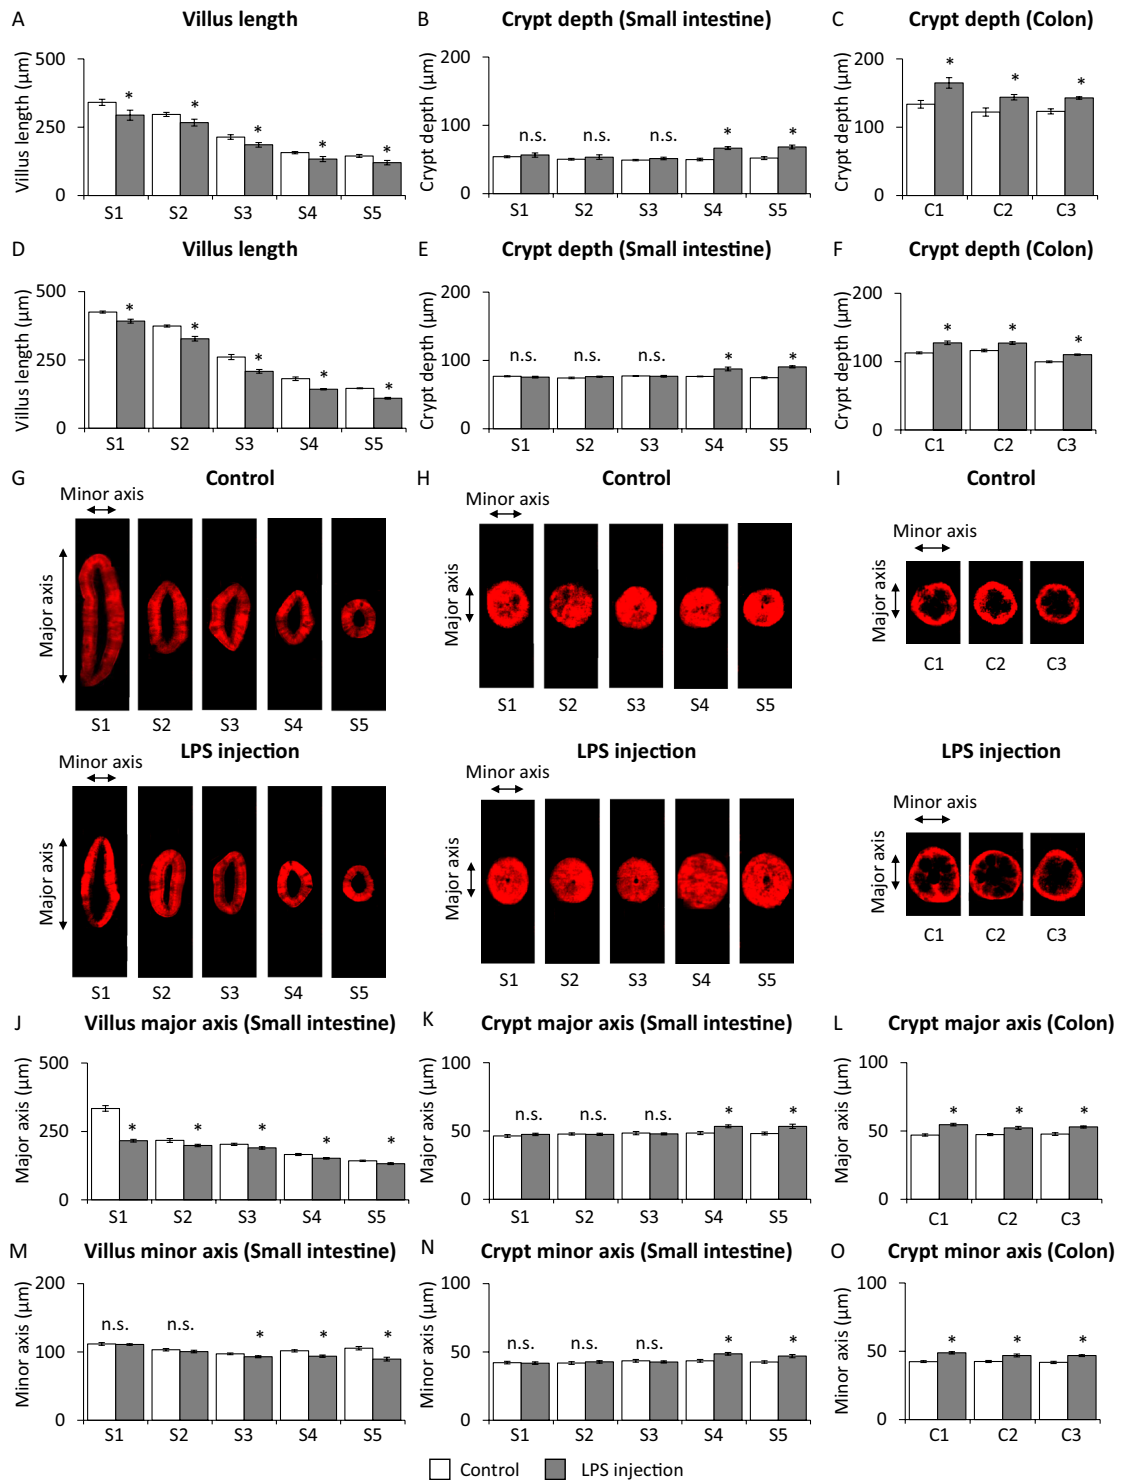 A Villus length
B Crypt depth (Small intestine)
C Crypt depth (Colon)
Villus length (µm)
500
250
0
* * * * *
S1 S2 S3 S4 S5
Crypt depth (µm)
200
100
0
n.s. n.s. n.s. * *
S1 S2 S3 S4 S5
Crypt depth (µm)
200
100
0
* * *
C1 C2 C3
D Villus length
E Crypt depth (Small intestine)
F Crypt depth (Colon)
Villus length (µm)
500
250
0
* * * * *
S1 S2 S3 S4 S5
Crypt depth (µm)
200
100
0
n.s. n.s. n.s. * *
S1 S2 S3 S4 S5
Crypt depth (µm)
200
100
0
* * *
C1 C2 C3
G Control
Minor axis
Major axis
S1 S2 S3 S4 S5
LPS injection
Minor axis
Major axis
S1 S2 S3 S4 S5
H Control
Minor axis
Major axis
S1 S2 S3 S4 S5
LPS injection
Minor axis
Major axis
S1 S2 S3 S4 S5
I Control
Minor axis
Major axis
C1 C2 C3
LPS injection
Minor axis
Major axis
C1 C2 C3
J Villus major axis (Small intestine)
K Crypt major axis (Small intestine)
L Crypt major axis (Colon)
Major axis (µm)
500
250
0
* * * * *
S1 S2 S3 S4 S5
Major axis (µm)
100
50
0
n.s. n.s. n.s. * *
S1 S2 S3 S4 S5
Major axis (µm)
100
50
0
* * *
C1 C2 C3
M Villus minor axis (Small intestine)
N Crypt minor axis (Small intestine)
O Crypt minor axis (Colon)
Minor axis (µm)
200
100
0
n.s. n.s. * * *
S1 S2 S3 S4 S5
Minor axis (µm)
100
50
0
n.s. n.s. n.s. * *
S1 S2 S3 S4 S5
Minor axis (µm)
100
50
0
* * *
C1 C2 C3
Control LPS injection